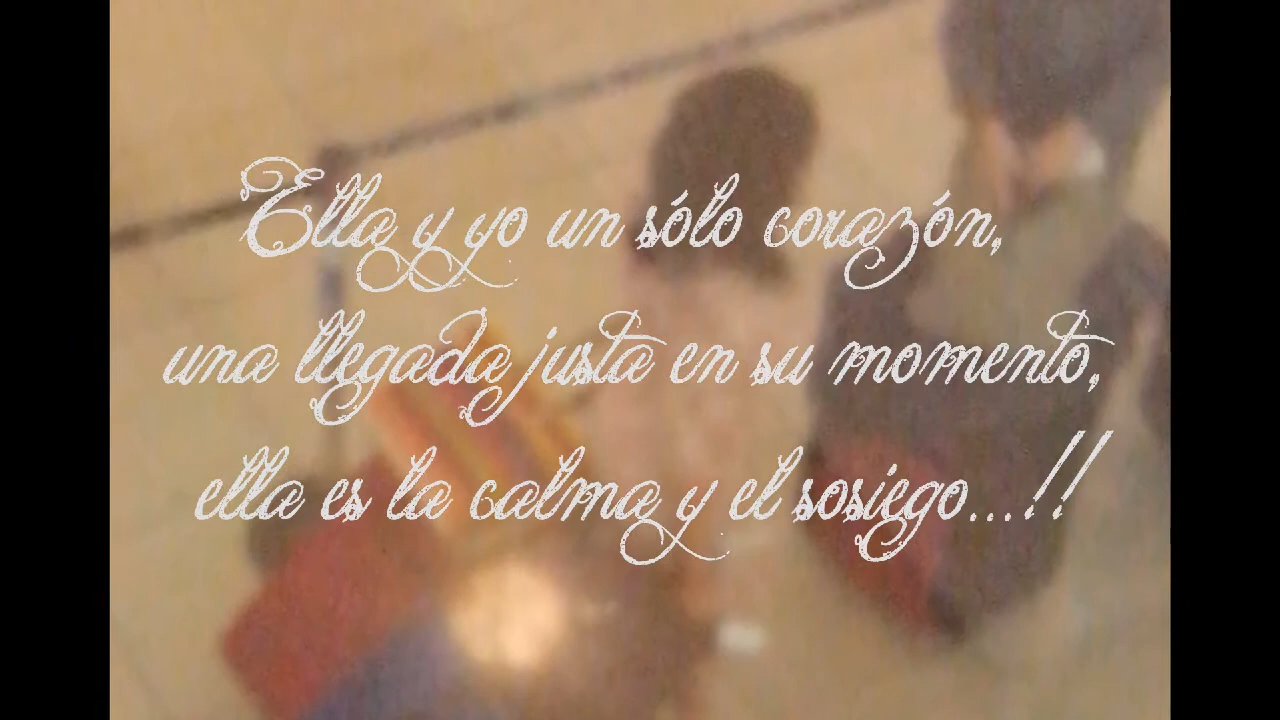 Ella y yo un sólo corazón,
una llegada justa en su momento,
ella es la calma y el sosiego...!!